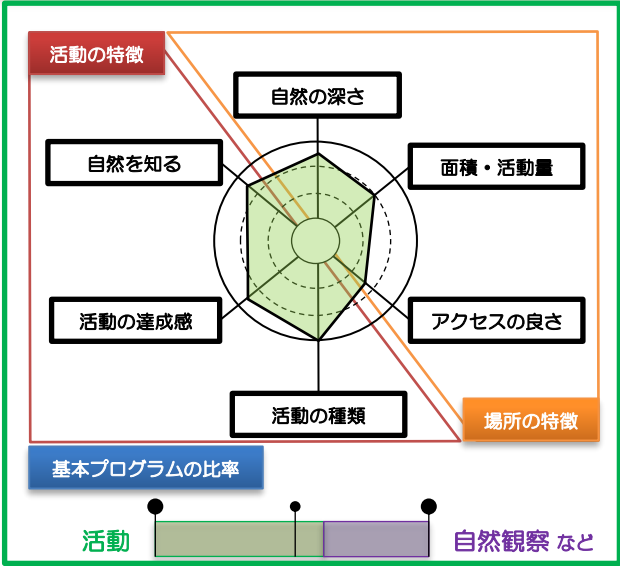 活動の特徴
自然の深さ
自然を知る
面積・活動量
活動の達成感
アクセスの良さ
活動の種類
場所の特徴
基本プログラムの比率
活動
自然観察 など